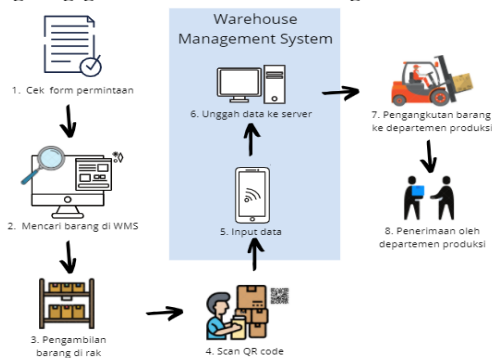 Warehouse
Management System
1. Cek form permintaan
2. Mencari barang di WMS
3. Pengambilan
barang di rak
4. Scan QR code
5. Input data
6. Unggah data ke server
7. Pengangkutan barang
ke departemen produksi
8. Penerimaan oleh
departemen produksi